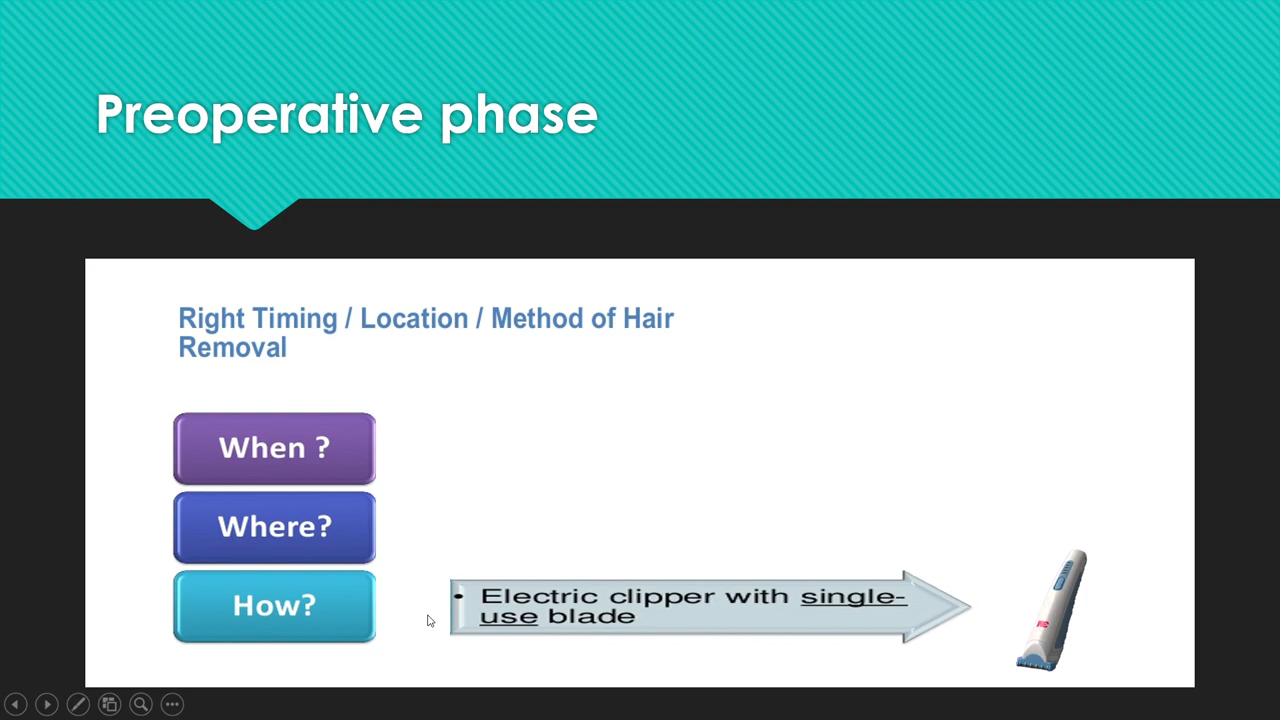 Preoperative phase
Right Timing / Location / Method of Hair
Removal
When ?
Where?
How?
• Electric clipper with single-
use blade